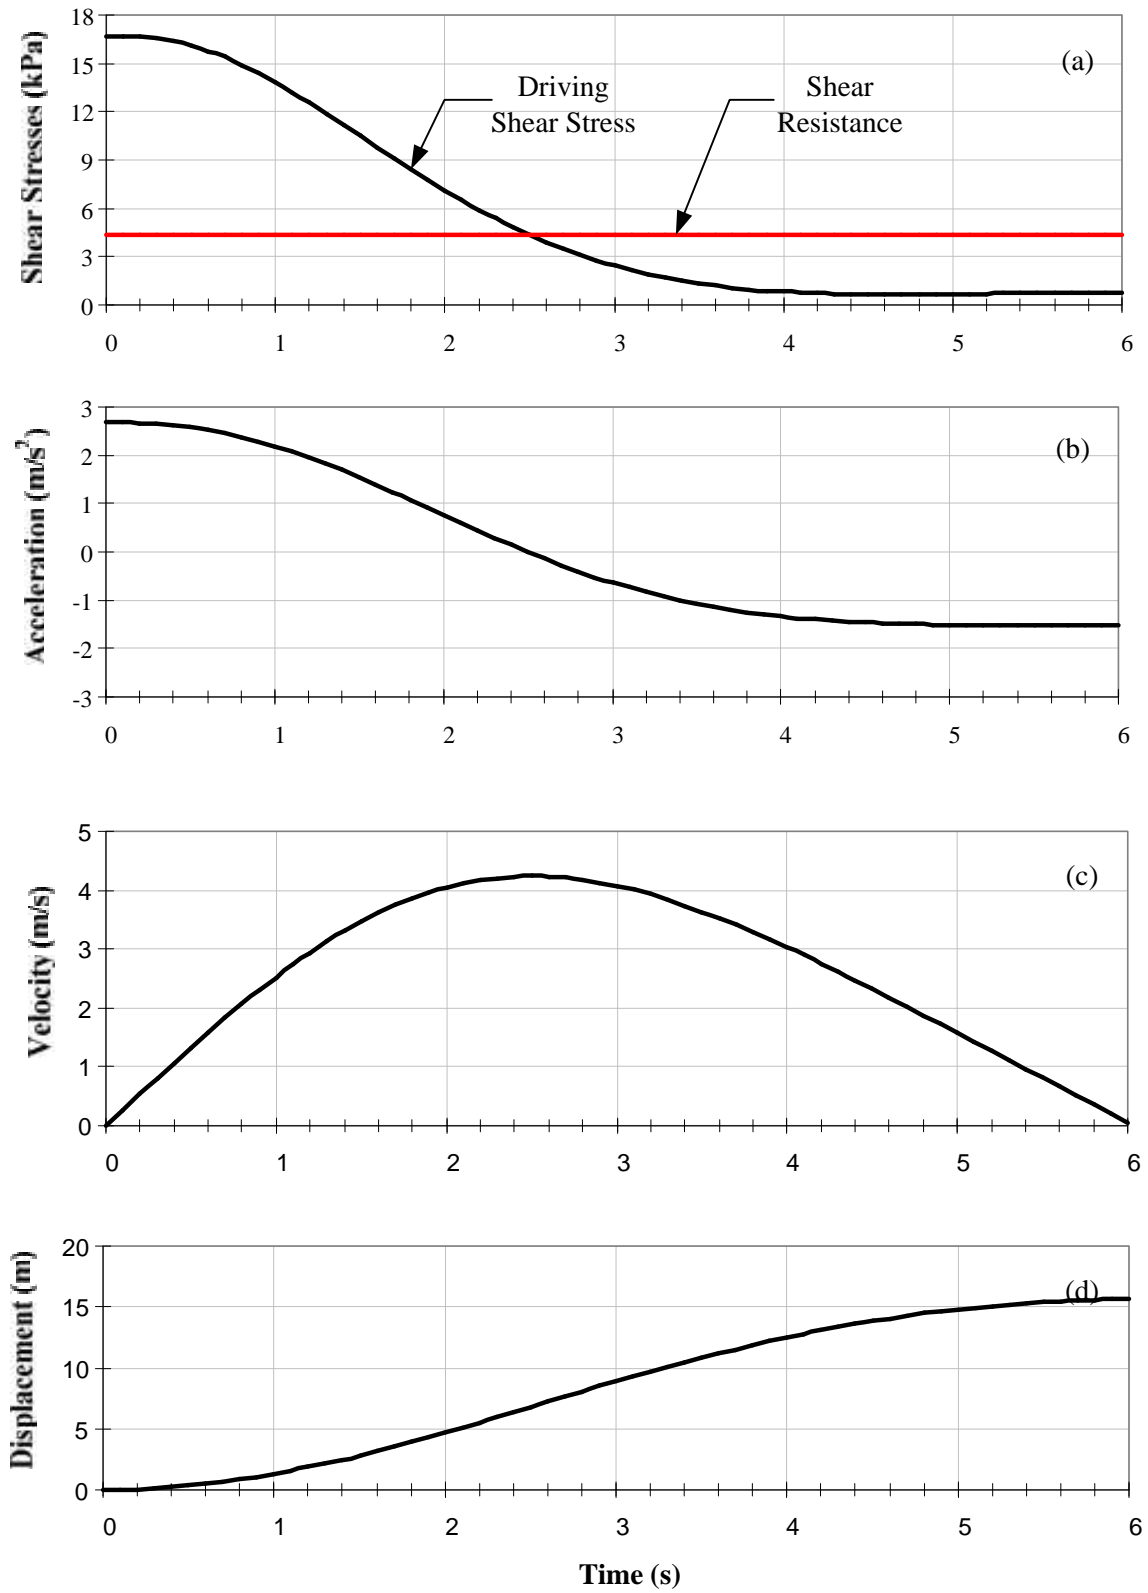 Shear Stresses (kPa)
18
15
12
9
6
3
0
(a)
Driving
Shear Stress
Shear
Resistance
0 1 2 3 4 5 6
Acceleration (m/s²)
3
2
1
0
-1
-2
-3
(b)
0 1 2 3 4 5 6
Velocity (m/s)
5
4
3
2
1
0
(c)
0 1 2 3 4 5 6
Displacement (m)
20
15
10
5
0
(d)
0 1 2 3 4 5 6
Time (s)